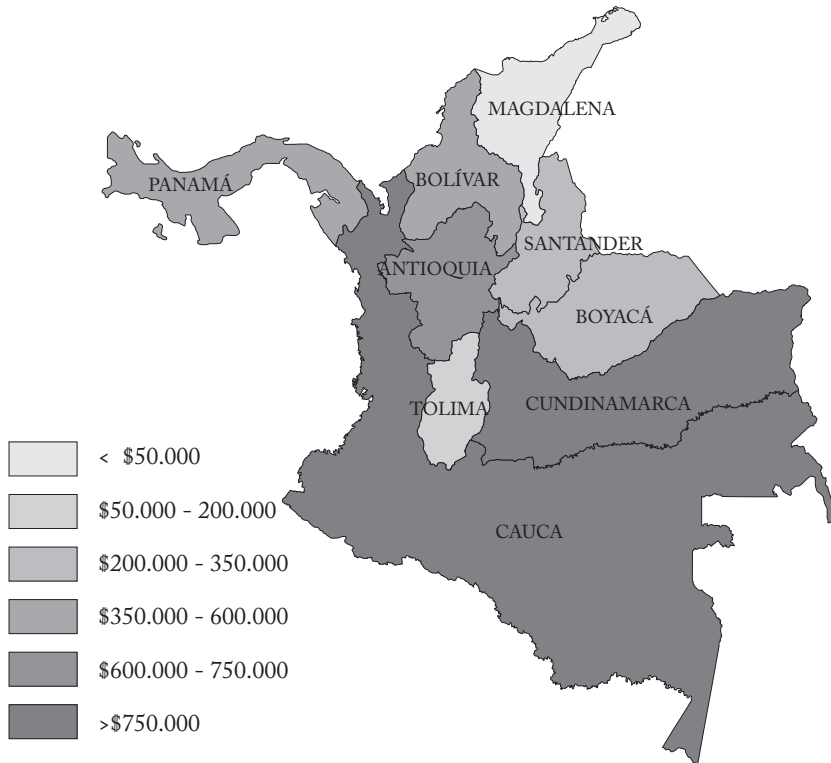 MAGDALENA
PANAMÁ
BOLÍVAR
SANTANDER
ANTIOQUIA
BOYACÁ
TOLIMA
CUNDINAMARCA
CAUCA
< $50.000
$50.000 - 200.000
$200.000 - 350.000
$350.000 - 600.000
$600.000 - 750.000
>$750.000